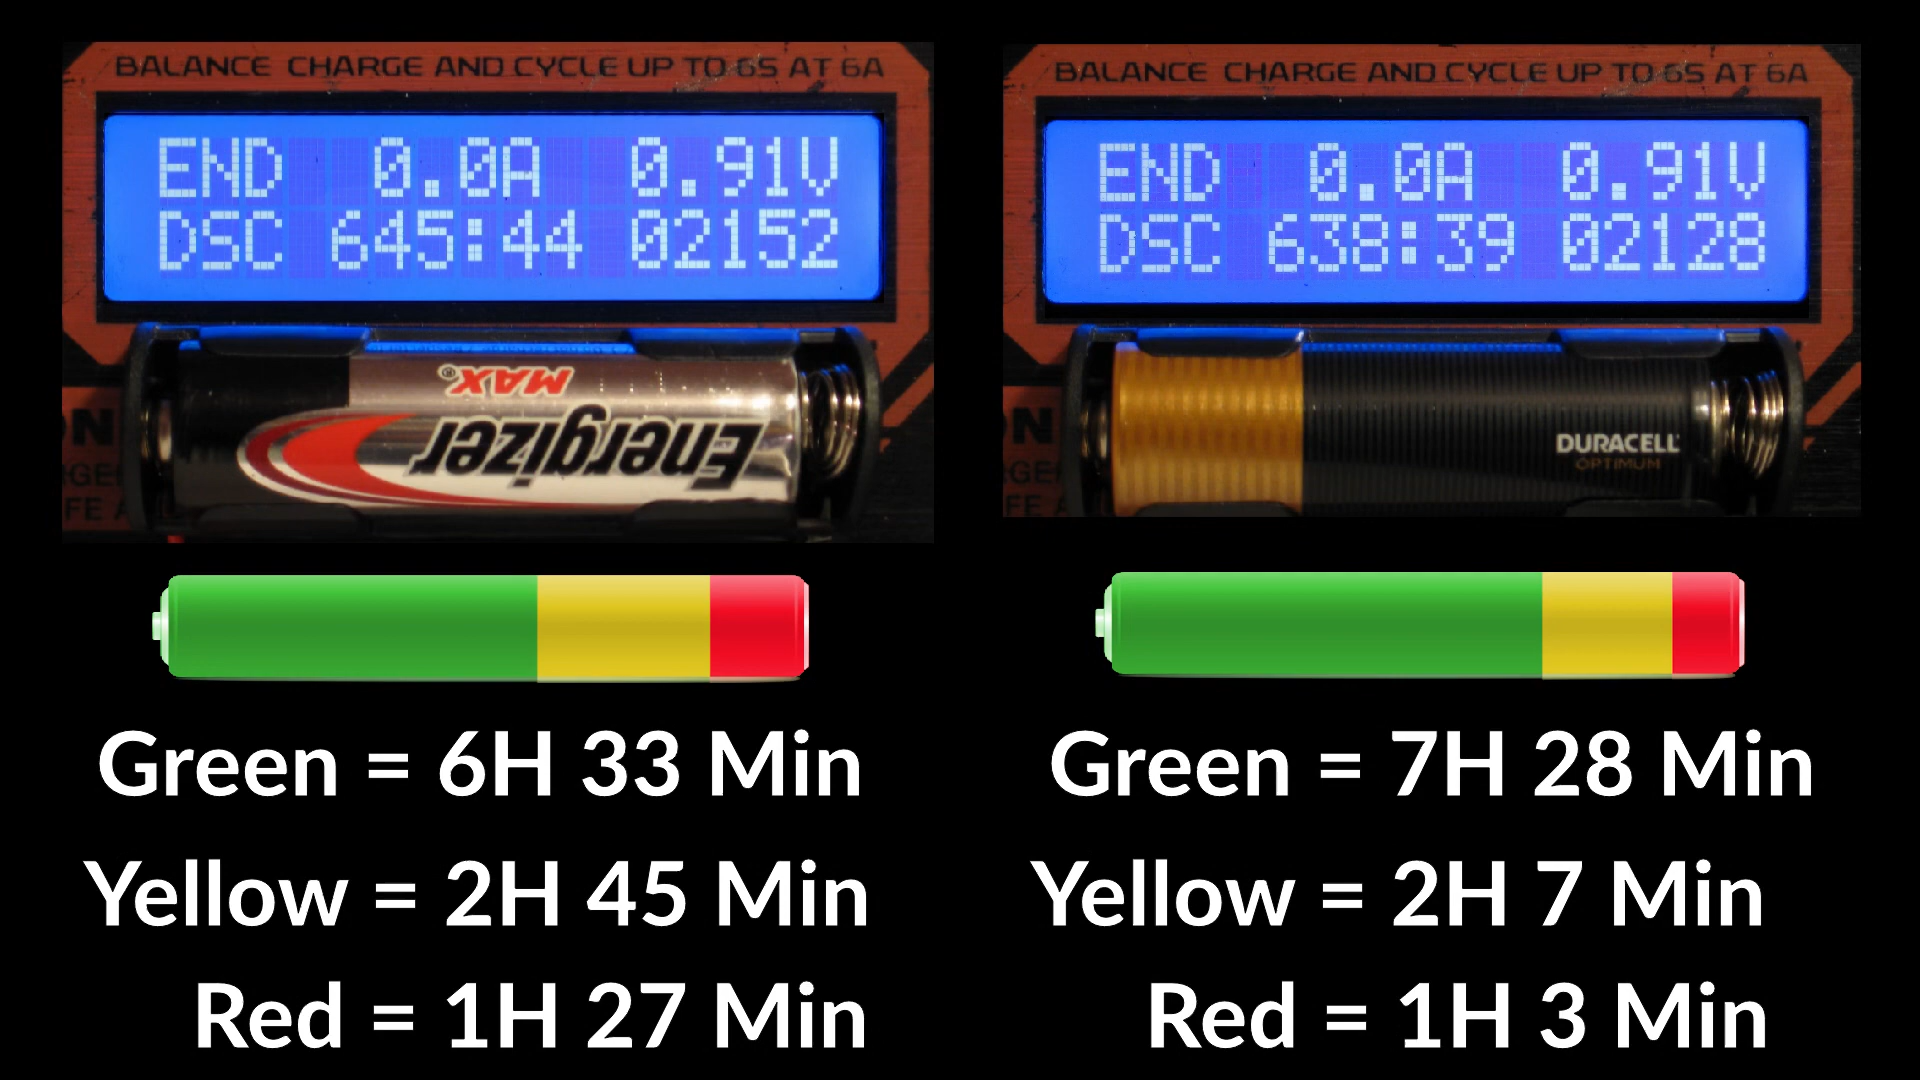 BALANCE CHARGE AND CYCLE UP TO 6S AT 6A
END 0.0A 0.91V
DSC 645:44 02152
MAX®
Energizer
Green = 6H 33 Min
Yellow = 2H 45 Min
Red = 1H 27 Min
BALANCE CHARGE AND CYCLE UP TO 6S AT 6A
END 0.0A 0.91V
DSC 638:39 02128
DURACELL
OPTIMUM
Green = 7H 28 Min
Yellow = 2H 7 Min
Red = 1H 3 Min